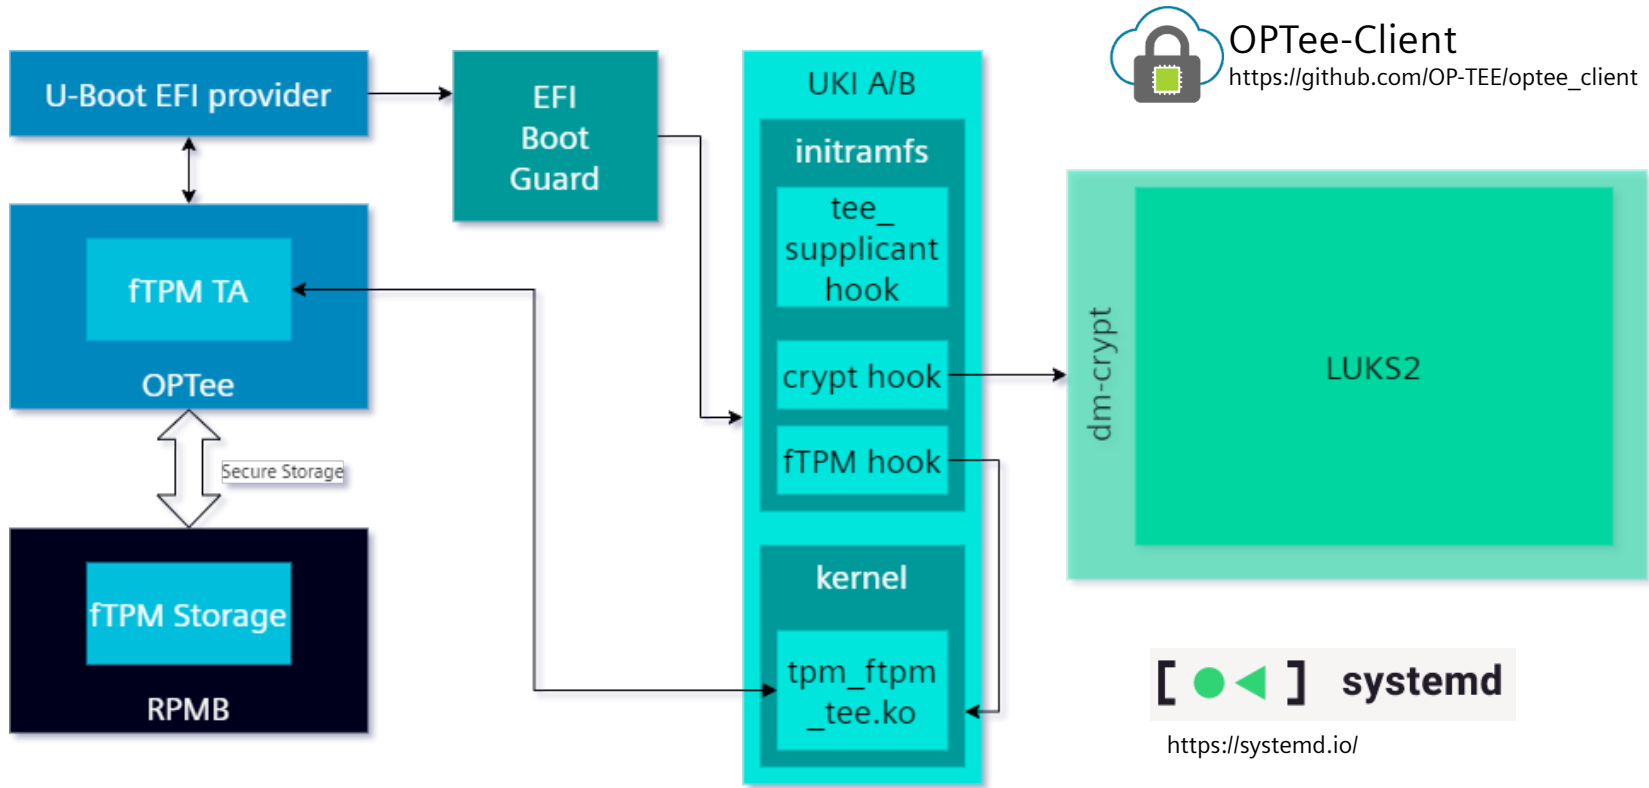 OPTee-Client
https://github.com/OP-TEE/optee_client
U-Boot EFI provider
EFI
Boot
Guard
UKI A/B
initramfs
tee_
supplicant
hook
crypt hook
fTPM hook
kernel
tpm_ftpm
_tee.ko
fTPM TA
OPTee
Secure Storage
fTPM Storage
RPMB
dm-crypt
LUKS2
systemd
https://systemd.io/